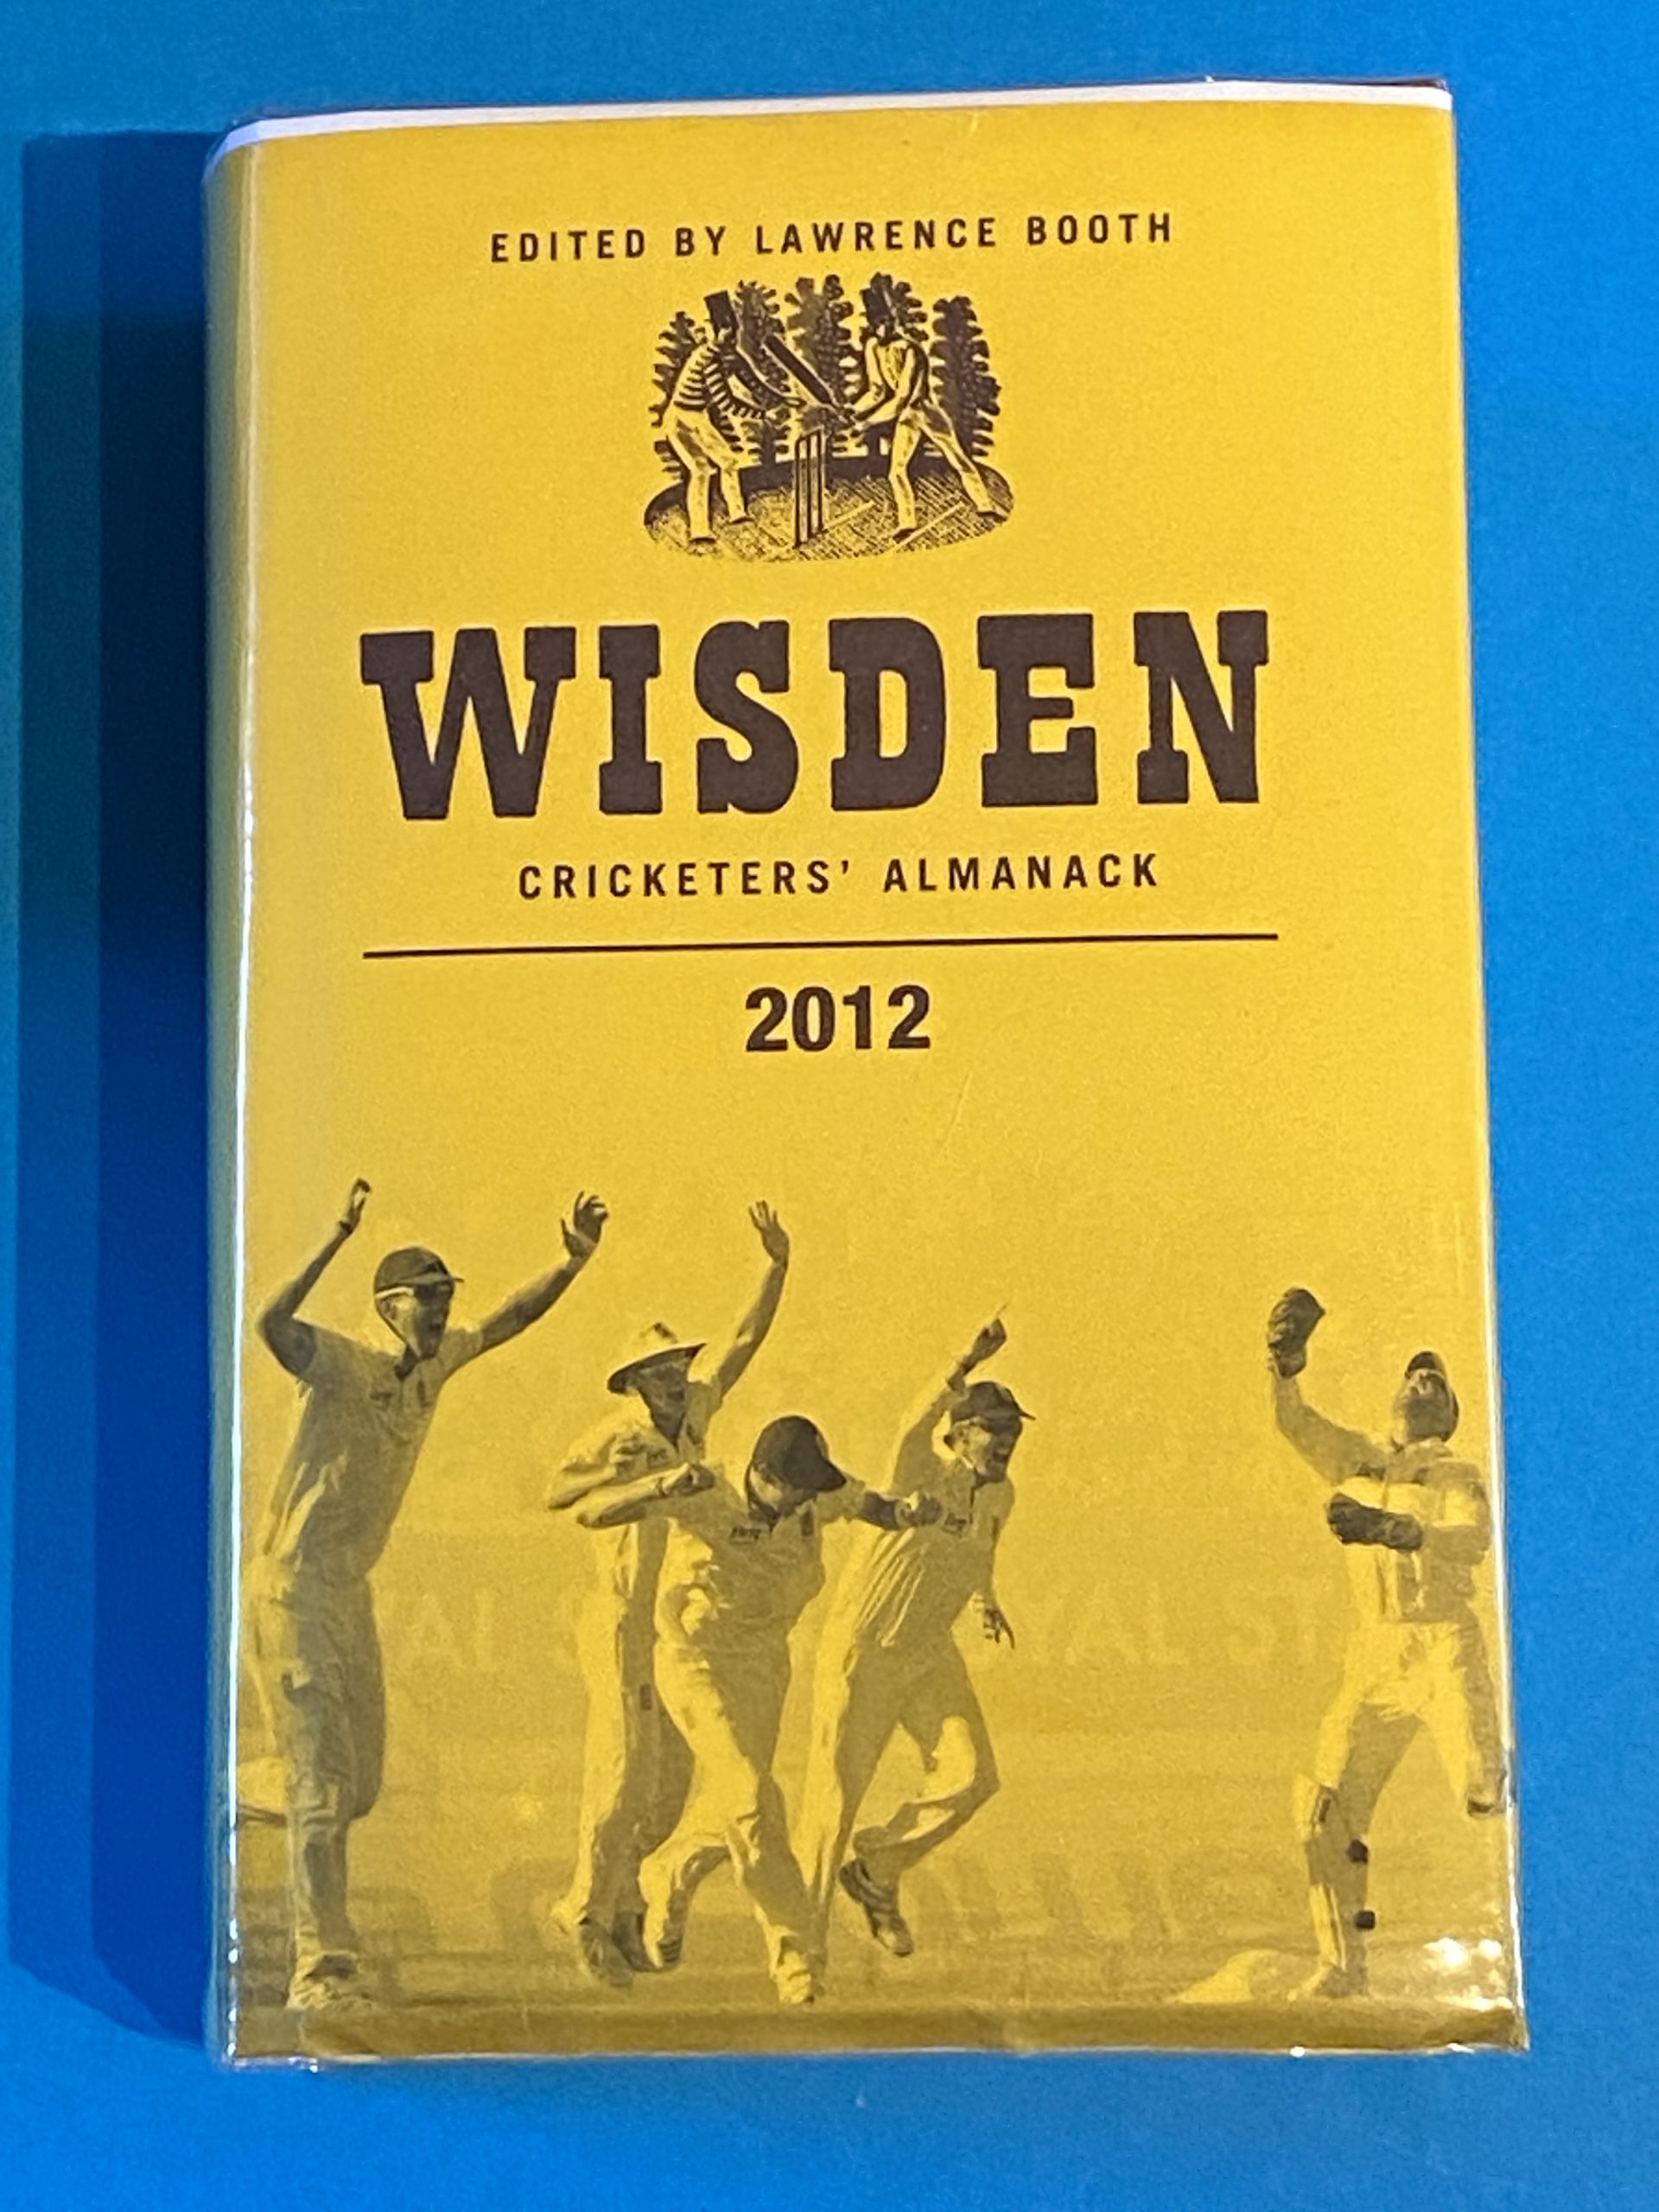 EDITED BY LAWRENCE BOOTH
WISDEN
CRICKETERS' ALMANACK
2012